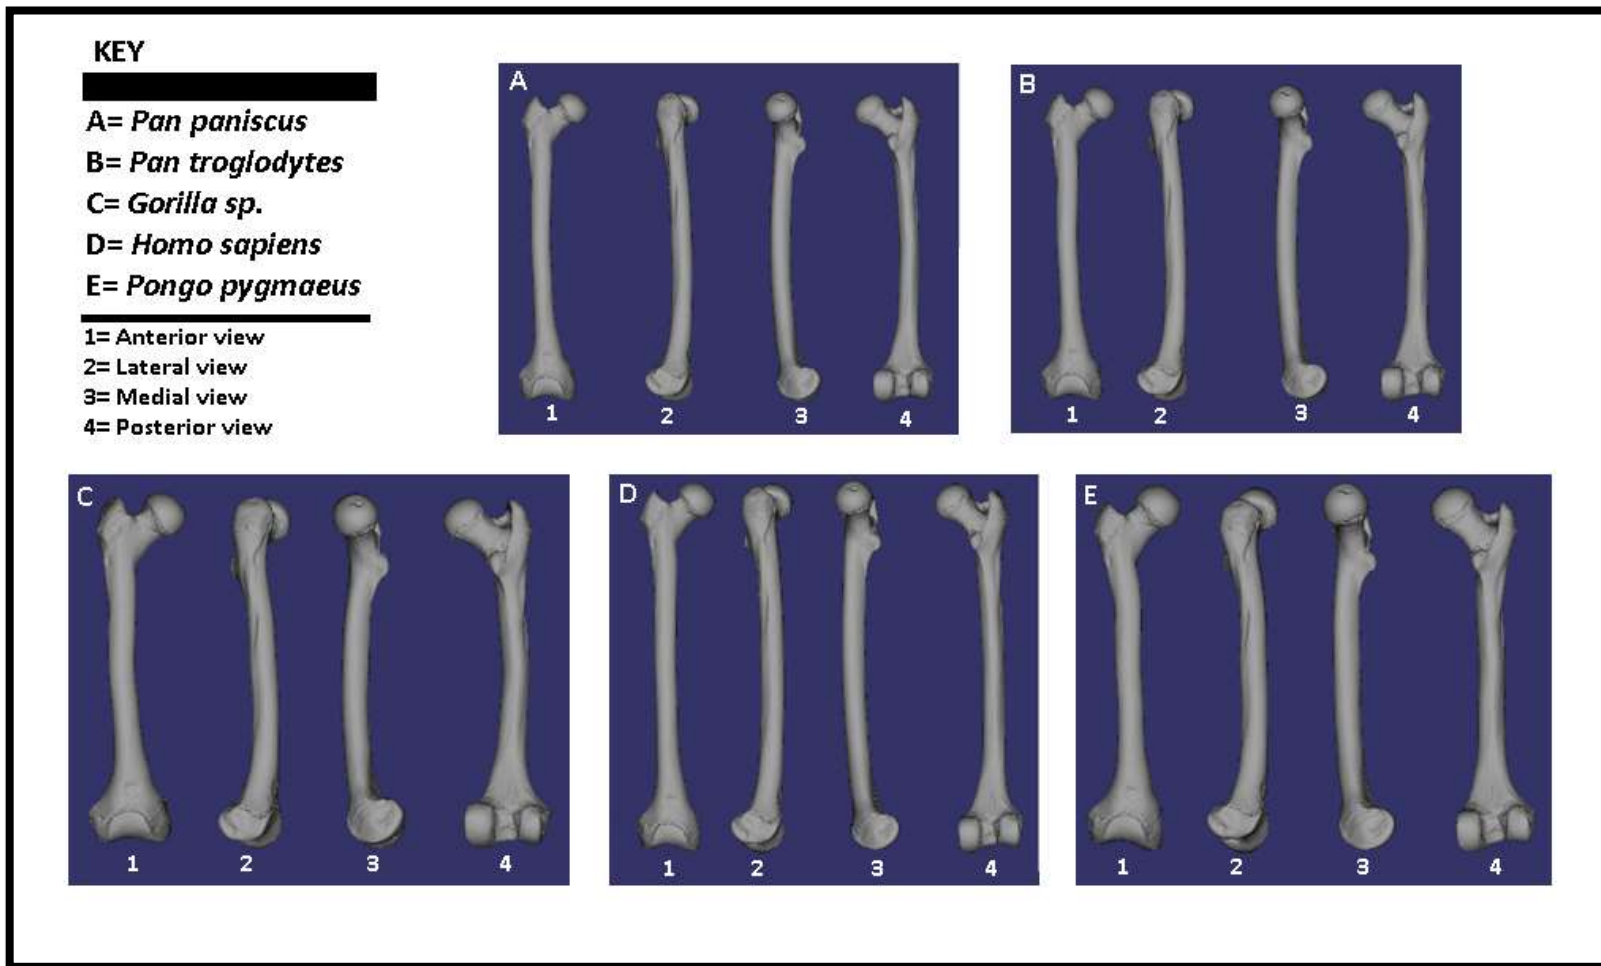 KEY
A= Pan paniscus
B= Pan troglodytes
C= Gorilla sp.
D= Homo sapiens
E= Pongo pygmaeus
1= Anterior view
2= Lateral view
3= Medial view
4= Posterior view
A
1 2 3 4
B
1 2 3 4
C
1 2 3 4
D
1 2 3 4
E
1 2 3 4